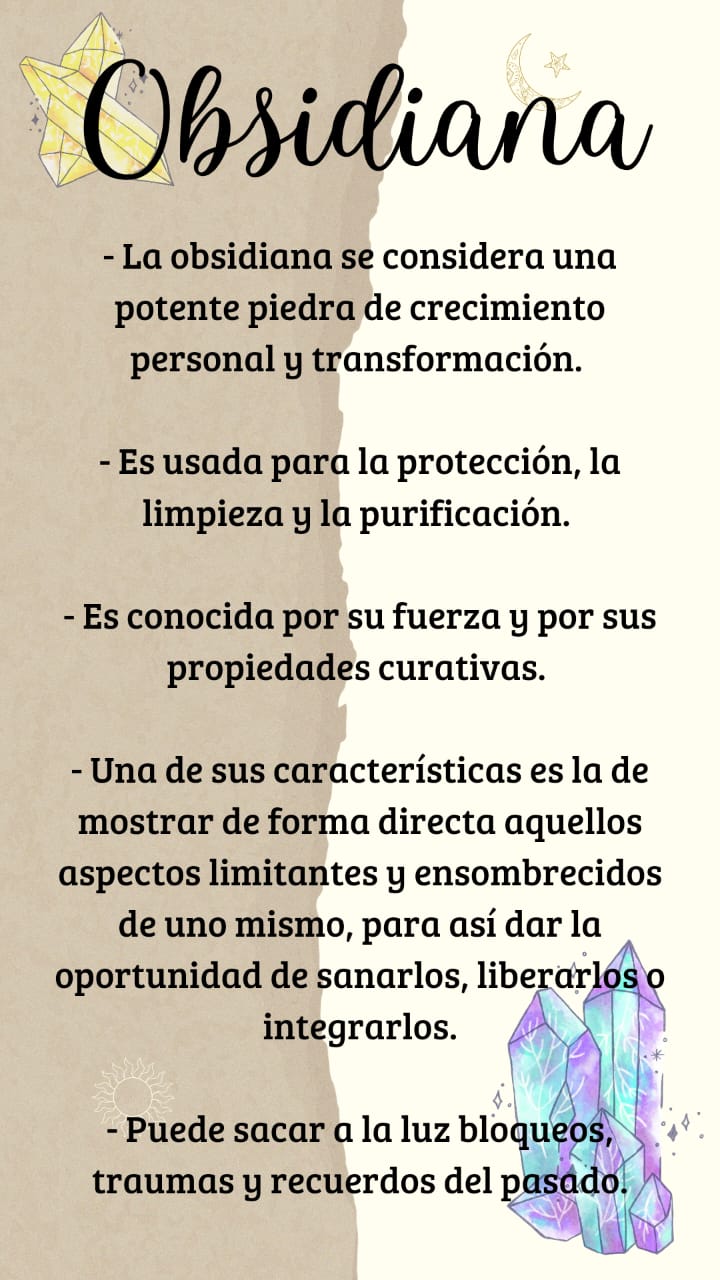 Obsidiana
- La obsidiana se considera una
potente piedra de crecimiento
personal y transformación.
- Es usada para la protección, la
limpieza y la purificación.
- Es conocida por su fuerza y por sus
propiedades curativas.
- Una de sus características es la de
mostrar de forma directa aquellos
aspectos limitantes y ensombrecidos
de uno mismo, para así dar la
oportunidad de sanarlos, liberarlos o
integrarlos.
- Puede sacar a la luz bloqueos,
traumas y recuerdos del pasado.